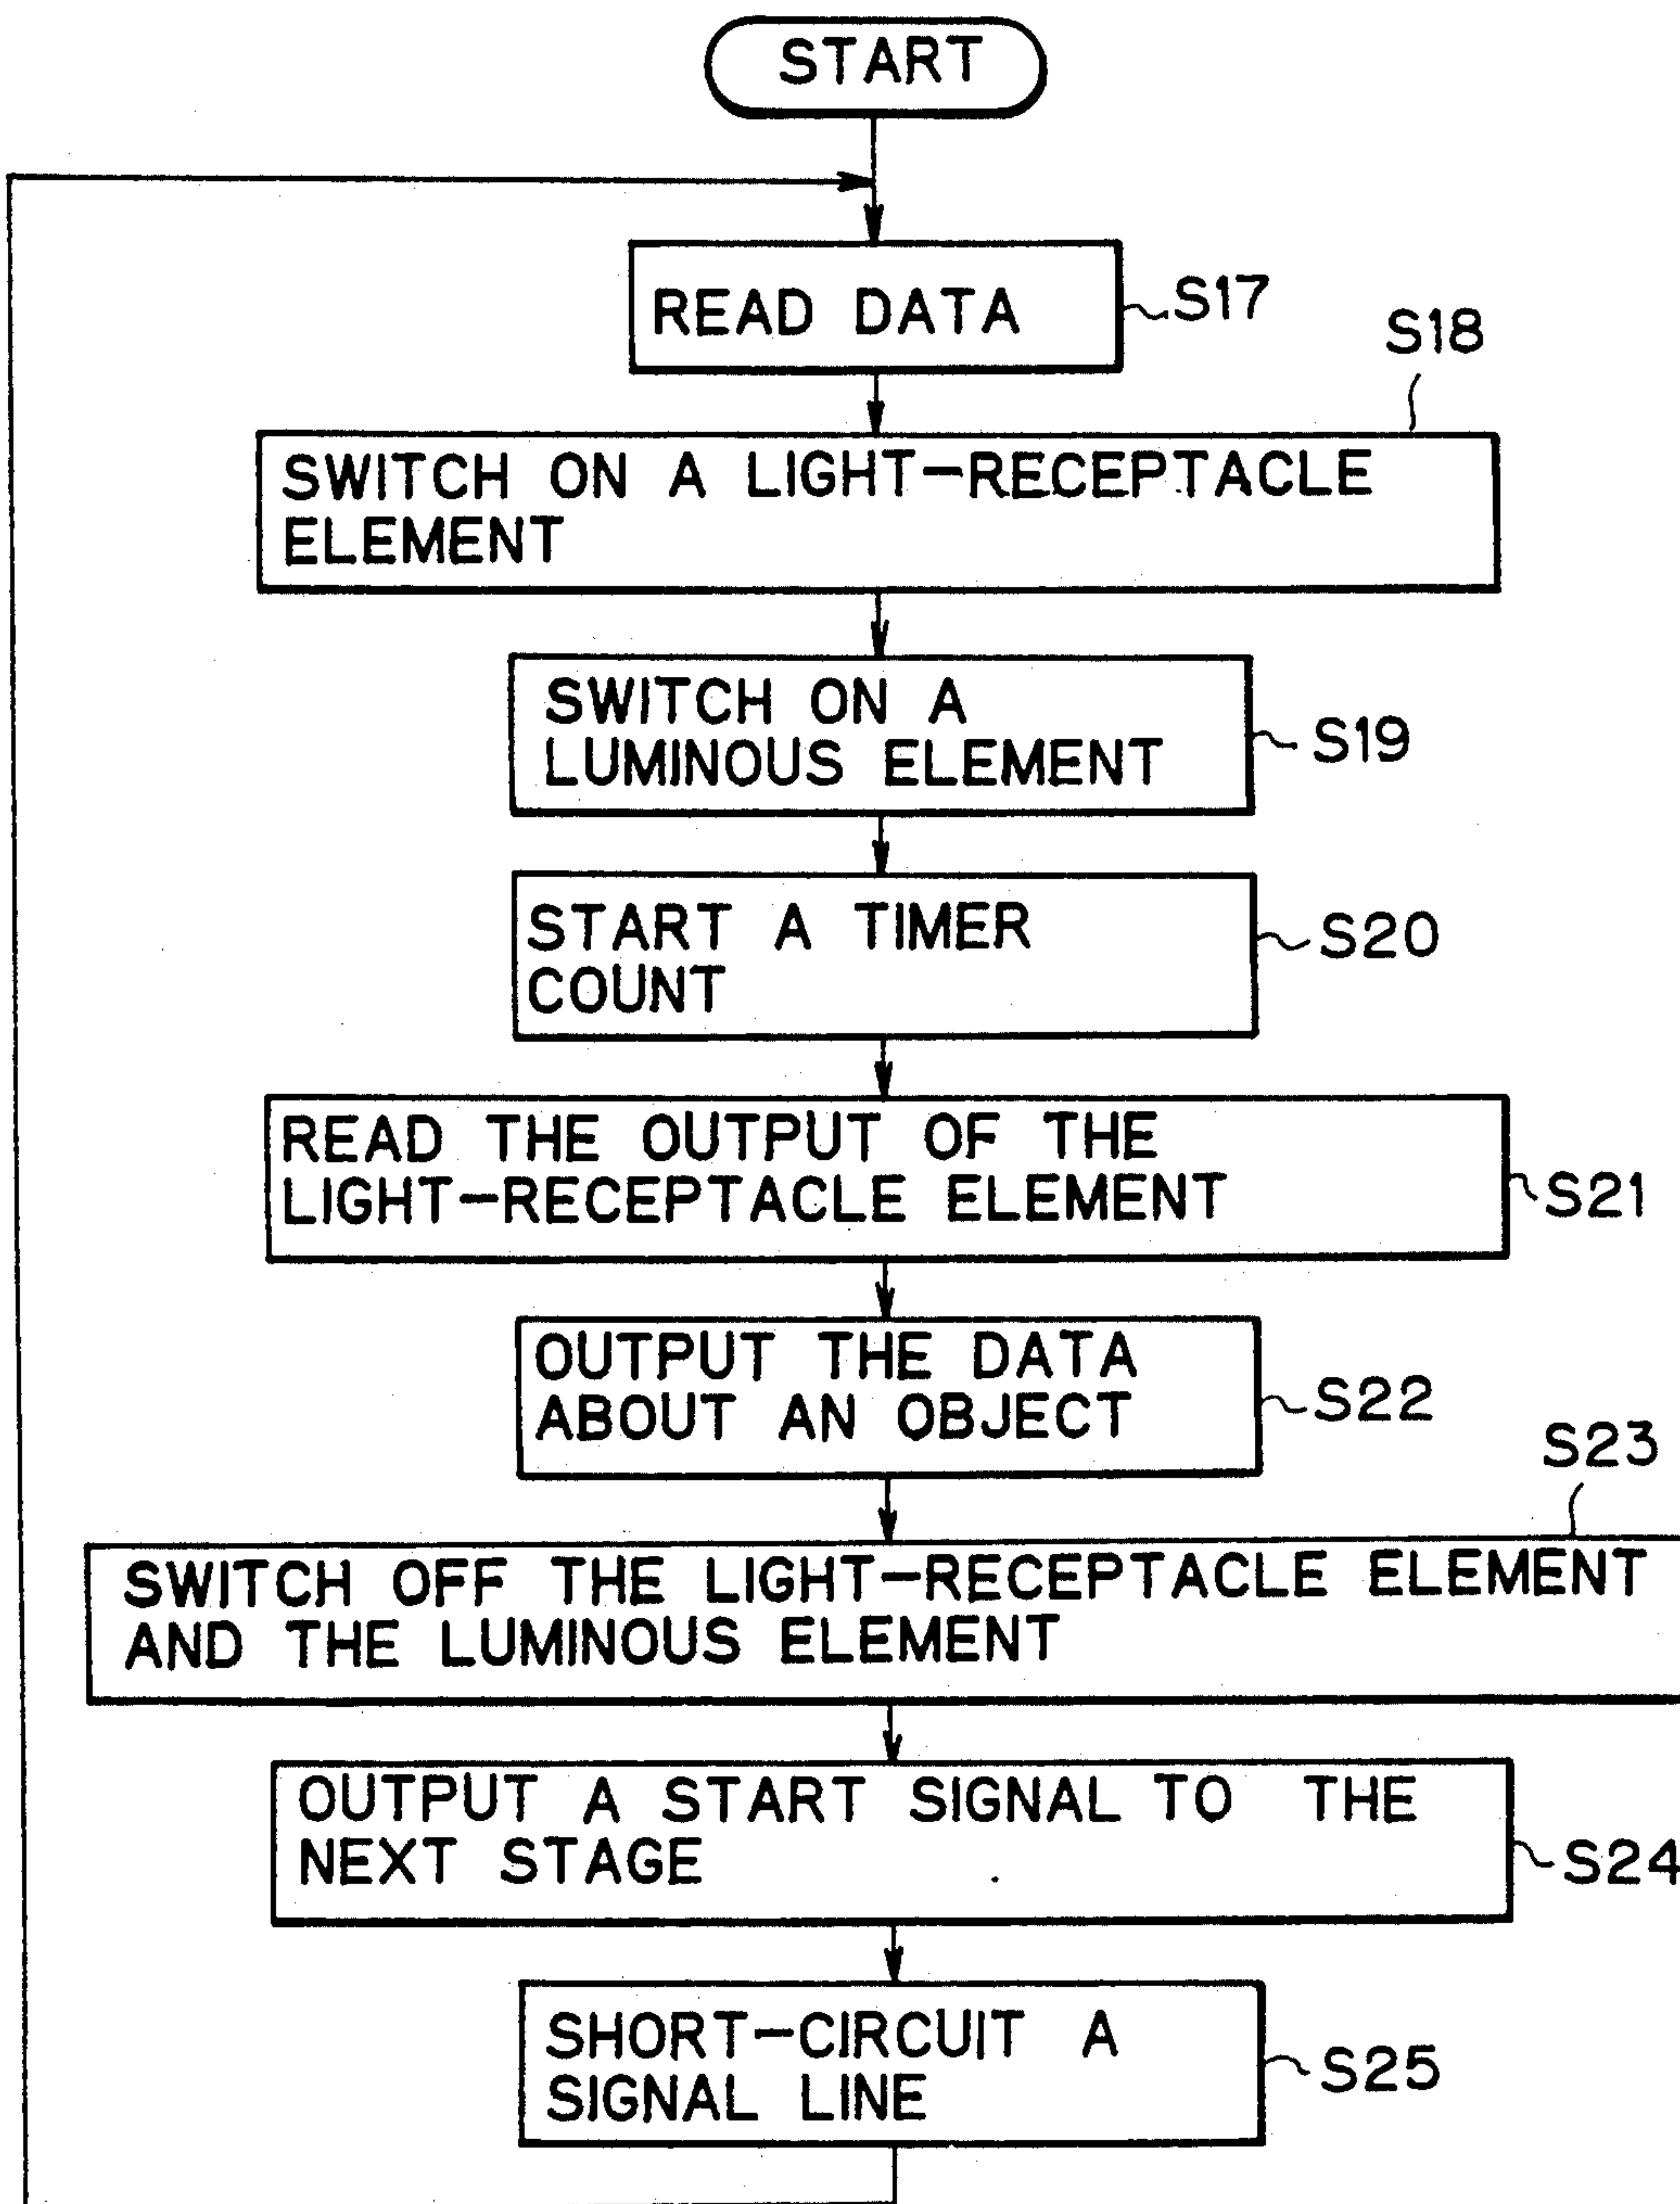 START
READ DATA
S17
S18
SWITCH ON A LIGHT-RECEPTACLE
ELEMENT
SWITCH ON A
LUMINOUS ELEMENT
S19
START A TIMER
COUNT
S20
READ THE OUTPUT OF THE
LIGHT-RECEPTACLE ELEMENT
S21
OUTPUT THE DATA
ABOUT AN OBJECT
S22
S23
SWITCH OFF THE LIGHT-RECEPTACLE ELEMENT
AND THE LUMINOUS ELEMENT
OUTPUT A START SIGNAL TO THE
NEXT STAGE
S24
SHORT-CIRCUIT A
SIGNAL LINE
S25